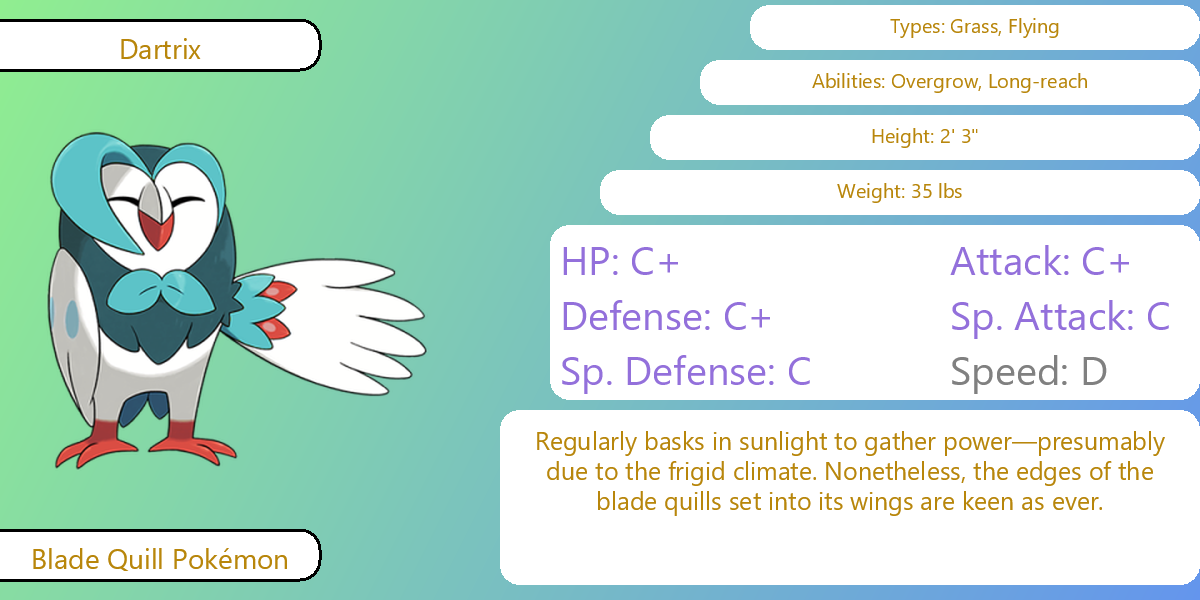 Dartrix
Types: Grass, Flying
Abilities: Overgrow, Long-reach
Height: 2' 3"
Weight: 35 lbs
HP: C+
Attack: C+
Defense: C+
Sp. Attack: C
Sp. Defense: C
Speed: D
Regularly basks in sunlight to gather power—presumably
due to the frigid climate. Nonetheless, the edges of the
blade quills set into its wings are keen as ever.
Blade Quill Pokémon